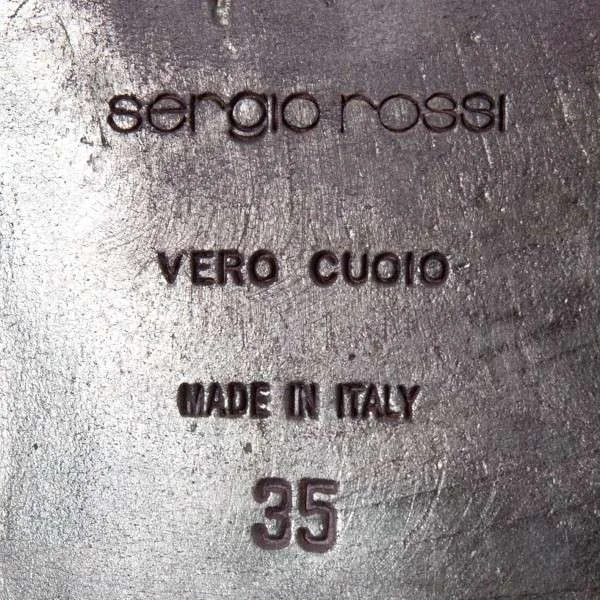 sergio rossi
VERO CUOIO
MADE IN ITALY
35